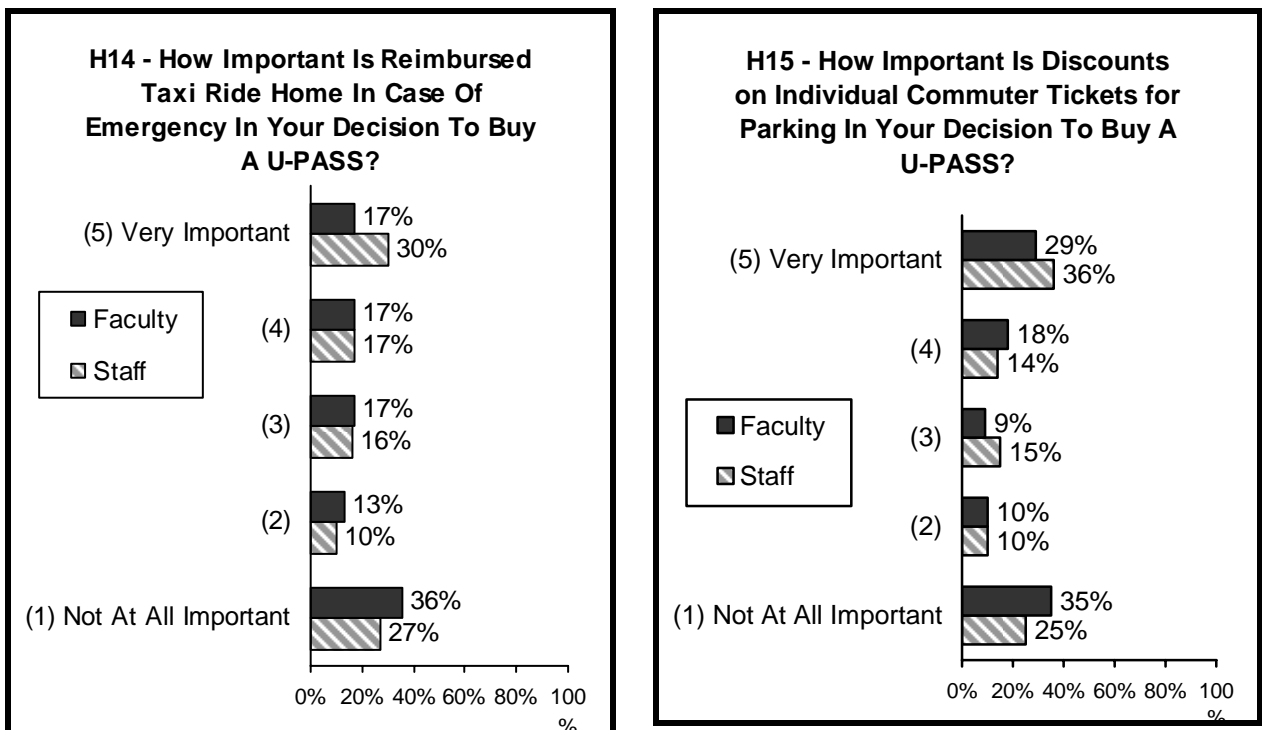 H14 - How Important Is Reimbursed
Taxi Ride Home In Case Of
Emergency In Your Decision To Buy
A U-PASS?
(5) Very Important
17%
30%
(4)
17%
17%
(3)
17%
16%
(2)
13%
10%
(1) Not At All Important
36%
27%
Faculty
Staff
0% 20% 40% 60% 80% 100
%
H15 - How Important Is Discounts
on Individual Commuter Tickets for
Parking In Your Decision To Buy A
U-PASS?
(5) Very Important
29%
36%
(4)
18%
14%
(3)
9%
15%
(2)
10%
10%
(1) Not At All Important
35%
25%
Faculty
Staff
0% 20% 40% 60% 80% 100
%